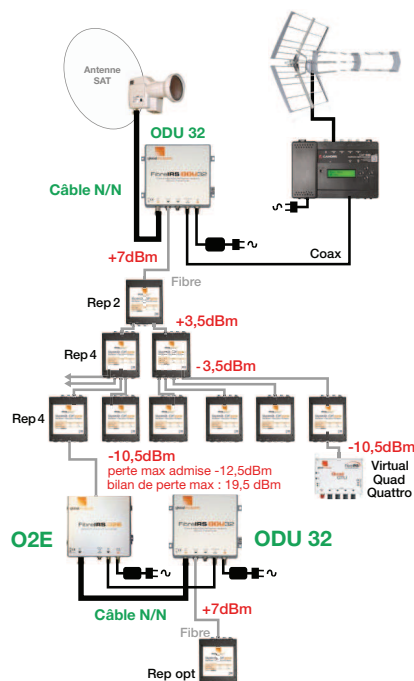 Antenne
SAT
ODU 32
Câble N/N
FibreIRS ODU32
+7dBm
Coax
Fibre
Rep 2
+3,5dBm
Rep 4
-3,5dBm
Rep 4
-10,5dBm
perte max admise -12,5dBm
bilan de perte max : 19,5 dBm
-10,5dBm
Virtual
Quad
Quattro
O2E
ODU 32
FibreIRS ODU32
Câble N/N
+7dBm
Fibre
Rep opt